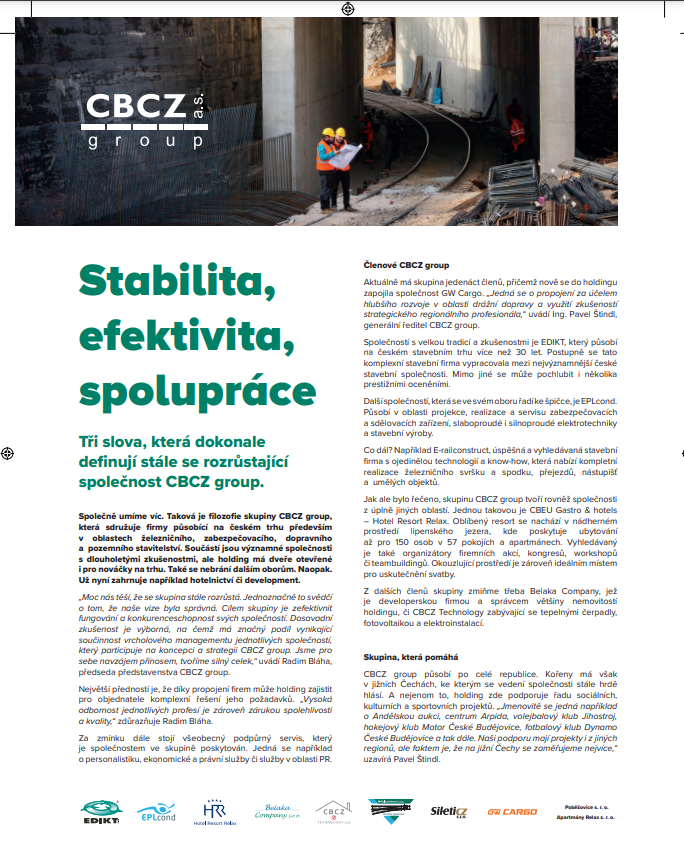 CBCZ a.s.
group
Stabilita,
efektivita,
spolupráce
Tři slova, která dokonale
definují stále se rozrůstající
společnost CBCZ group.
Společně umíme víc. Taková je filozofie skupiny CBCZ group,
která sdružuje firmy působící na českém trhu především
v oblastech železničního, zabezpečovacího, dopravního
a pozemního stavitelství. Součástí jsou významné společnosti
s dlouholetými zkušenostmi, ale holding má dveře otevřené
i pro nováčky na trhu. Také se nebrání dalším oborům. Naopak.
Už nyní zahrnuje například hotelnictví či development.
„Moc nás těší, že se skupina stále rozrůstá. Jednoznačně to svědčí
o tom, že naše vize byla správná. Cílem skupiny je zefektivnit
fungování a konkurenceschopnost svých společností. Dosavadní
zkušenost je výborná, na čemž má značný podíl vynikající
součinnost vrcholového managementu jednotlivých společností,
který participuje na koncepci a strategii CBCZ group. Jsme pro
sebe navzájem přínosem, tvoříme silný celek,“ uvádí Radim Bláha,
předseda představenstva CBCZ group.
Největší předností je, že díky propojení firem může holding zajistit
pro objednatele komplexní řešení jeho požadavků. „Vysoká
odbornost jednotlivých profesí je zároveň zárukou spolehlivosti
a kvality,“ zdůrazňuje Radim Bláha.
Za zmínku dále stojí všeobecný podpůrný servis, který
je společnostem ve skupině poskytován. Jedná se například
o personalistiku, ekonomické a právní služby či služby v oblasti PR.
Členové CBCZ group
Aktuálně má skupina jedenáct členů, přičemž nově se do holdingu
zapojila společnost GW Cargo. „Jedná se o propojení za účelem
hlubšího rozvoje v oblasti drážní dopravy a využití zkušeností
strategického regionálního profesionála,“ uvádí Ing. Pavel Štindl,
generální ředitel CBCZ group.
Společností s velkou tradicí a zkušenostmi je EDIKT, který působí
na českém stavebním trhu více než 30 let. Postupně se tato
komplexní stavební firma vypracovala mezi nejvýznamnější české
stavební společnosti. Mimo jiné se může pochlubit i několika
prestižními oceněními.
Další společností, která se ve svém oboru řadí ke špičce, je EPLcond.
Působí v oblasti projekce, realizace a servisu zabezpečovacích
a sdělovacích zařízení, slaboproudé i silnoproudé elektrotechniky
a stavební výroby.
Co dál? Například E-railconstruct, úspěšná a vyhledávaná stavební
firma s ojedinělou technologií a know-how, která nabízí kompletní
realizace železničního svršku a spodku, přejezdů, nástupišť
a umělých objektů.
Jak ale bylo řečeno, skupinu CBCZ group tvoří rovněž společnosti
z úplně jiných oblastí. Jednou takovou je CBEU Gastro & hotels
– Hotel Resort Relax. Oblíbený resort se nachází v nádherném
prostředí lipenského jezera, kde poskytuje ubytování
až pro 150 osob v 57 pokojích a apartmánech. Vyhledávaný
je také organizátory firemních akcí, kongresů, workshopů
či teambuildingů. Okouzlující prostředí je zároveň ideálním místem
pro uskutečnění svatby.
Z dalších členů skupiny zmiňme třeba Belaka Company, jež
je developerskou firmou a správcem většiny nemovitostí
holdingu, či CBCZ Technology zabývající se tepelnými čerpadly,
fotovoltaikou a elektroinstalací.
Skupina, která pomáhá
CBCZ group působí po celé republice. Kořeny má však
v jižních Čechách, ke kterým se vedení společnosti stále hrdě
hlásí. A nejenom to, holding zde podporuje řadu sociálních,
kulturních a sportovních projektů. „Jmenovitě se jedná například
o Andělskou aukci, centrum Arpida, volejbalový klub Jihostroj,
hokejový klub Motor České Budějovice, fotbalový klub Dynamo
České Budějovice a tak dále. Naši podporu mají projekty i z jiných
regionů, ale faktem je, že na jižní Čechy se zaměřujeme nejvíce,“
uzavírá Pavel Štindl.
EDIKT
EPLcond
HRR
Hotel Resort Relax
Belaka
Company s.r.o.
CBCZ
TECHNOLOGY
Sileticz
s.r.o.
GW CARGO
Poběžovice s. r. o.
Apartmány Relax s. r. o.